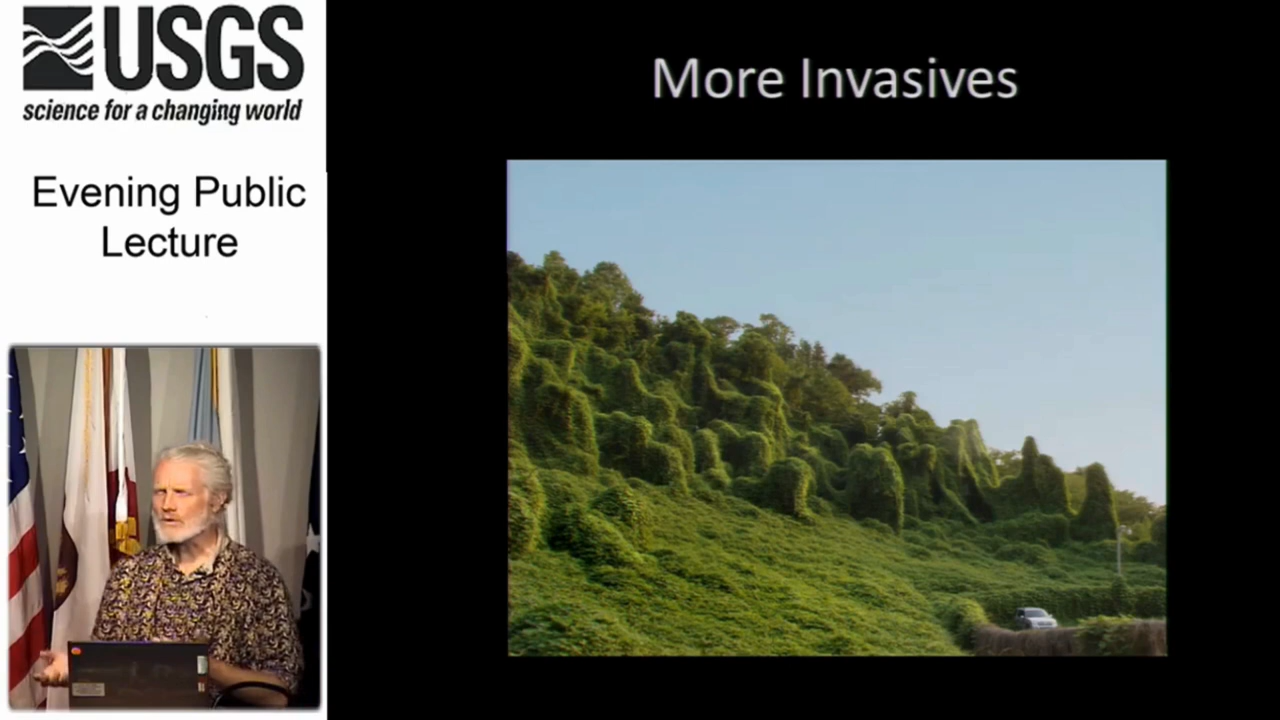 USGS
science for a changing world
Evening Public
Lecture
More Invasives